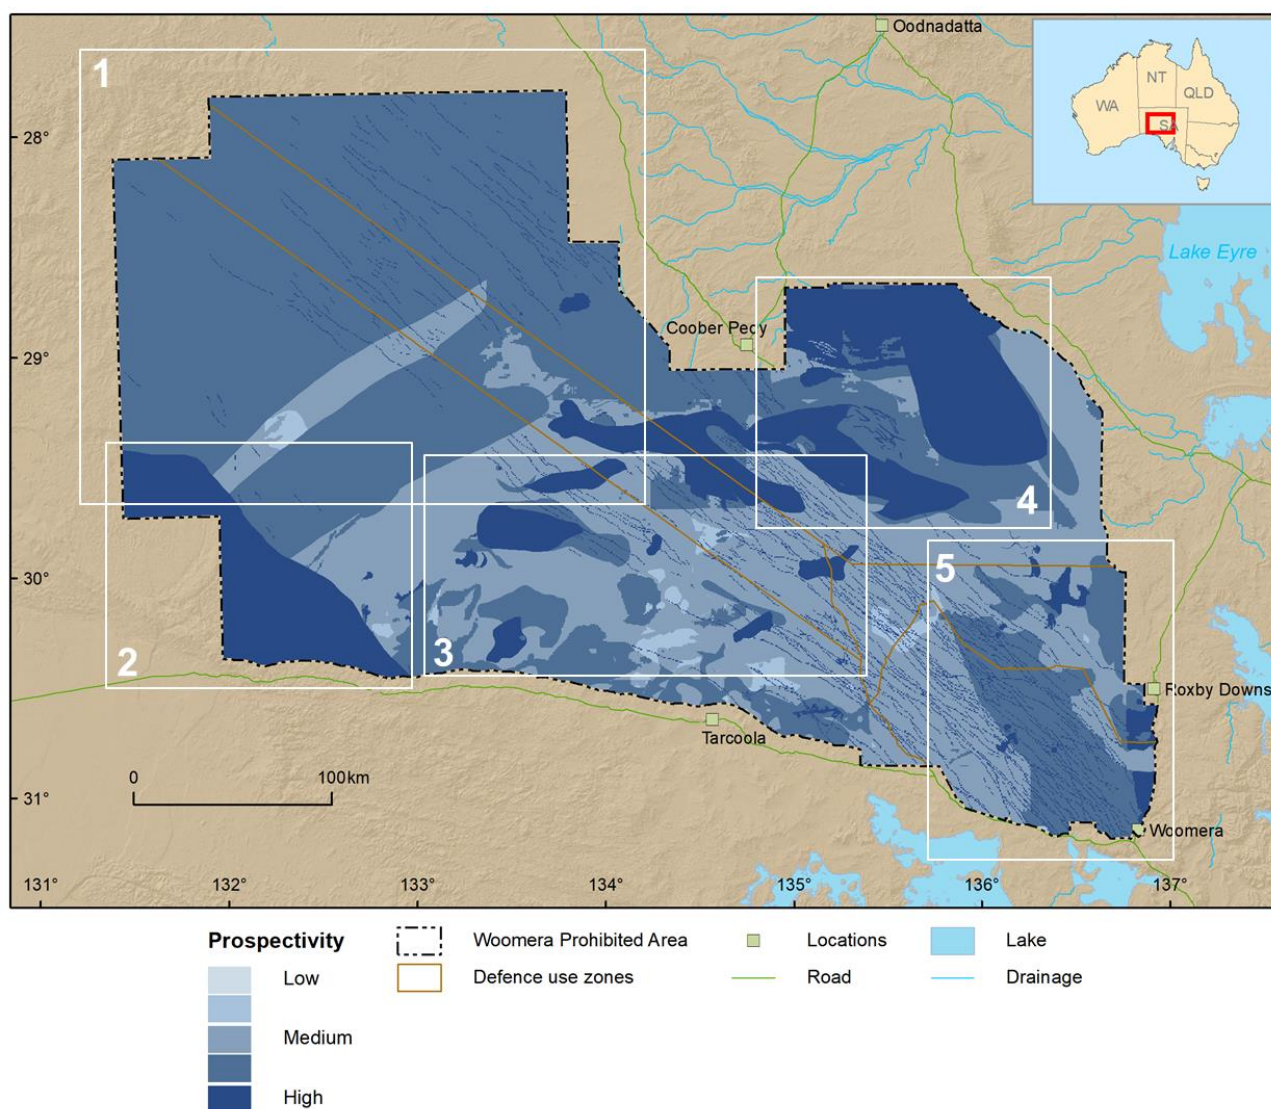 Oodnadatta
1
NT
QLD
WA
SA
28°
Lake Eyre
Coober Pedy
29°
4
30°
5
2
3
Roxby Downs
Tarcoola
0 100km
31°
Woomera
131° 132° 133° 134° 135° 136° 137°
Prospectivity
Woomera Prohibited Area
Locations
Lake
Low
Defence use zones
Road
Drainage
Medium
High